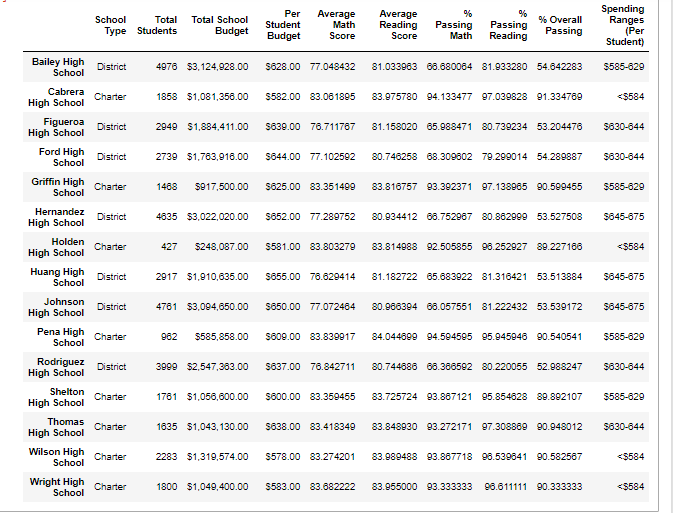 School Type Total Students Total School Budget Per Student Budget Average Math Score Average Reading Score % Passing Math % Passing Reading % Overall Passing Spending Ranges (Per Student)
Bailey High School District 4976 $3,124,928.00 $628.00 77.048432 81.033963 66.680064 81.933280 54.642283 $585-629
Cabrera High School Charter 1858 $1,081,356.00 $582.00 83.061895 83.975780 94.133477 97.039828 91.334769 <$584
Figueroa High School District 2949 $1,884,411.00 $639.00 76.711767 81.158020 65.988471 80.739234 53.204476 $630-644
Ford High School District 2739 $1,763,916.00 $644.00 77.102592 80.746258 68.309602 79.299014 54.289887 $630-644
Griffin High School Charter 1468 $917,500.00 $625.00 83.351499 83.816757 93.392371 97.138965 90.599455 $585-629
Hernandez High School District 4635 $3,022,020.00 $652.00 77.289752 80.934412 66.752967 80.862999 53.527508 $645-675
Holden High School Charter 427 $248,087.00 $581.00 83.803279 83.814988 92.505855 96.252927 89.227166 <$584
Huang High School District 2917 $1,910,635.00 $655.00 76.629414 81.182722 65.683922 81.316421 53.513884 $645-675
Johnson High School District 4761 $3,094,650.00 $650.00 77.072464 80.966394 66.057551 81.222432 53.539172 $645-675
Pena High School Charter 962 $585,858.00 $609.00 83.839917 84.044699 94.594595 95.945946 90.540541 $585-629
Rodriguez High School District 3999 $2,547,363.00 $637.00 76.842711 80.744686 66.366592 80.220055 52.988247 $630-644
Shelton High School Charter 1761 $1,056,600.00 $600.00 83.359455 83.725724 93.867121 95.854628 89.892107 $585-629
Thomas High School Charter 1635 $1,043,130.00 $638.00 83.418349 83.848930 93.272171 97.308869 90.948012 $630-644
Wilson High School Charter 2283 $1,319,574.00 $578.00 83.274201 83.989488 93.867718 96.539641 90.582567 <$584
Wright High School Charter 1800 $1,049,400.00 $583.00 83.682222 83.955000 93.333333 96.611111 90.333333 <$584